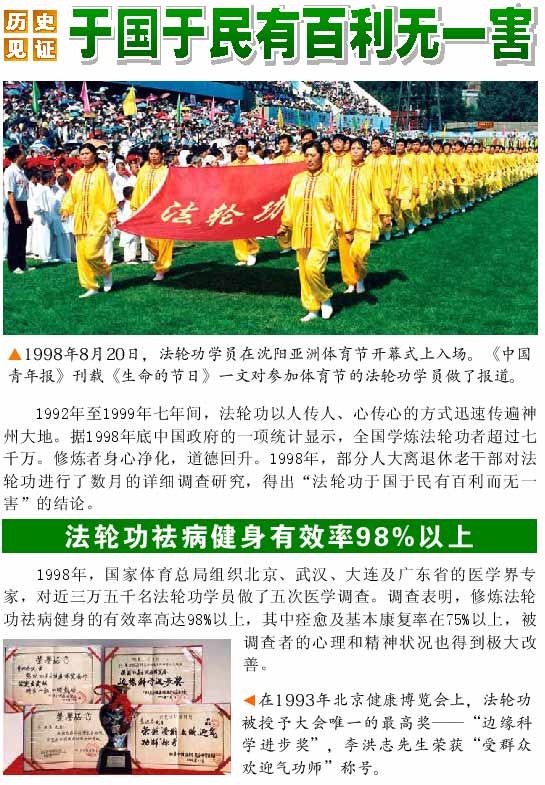 历史
见证
于国于民有百利无一害
法轮功
▲1998年8月20日，法轮功学员在沈阳亚洲体育节开幕式上入场。《中国
青年报》刊载《生命的节日》一文对参加体育节的法轮功学员做了报道。
1992年至1999年七年间，法轮功以人传人、心传心的方式迅速传遍神
州大地。据1998年底中国政府的一项统计显示，全国学炼法轮功者超过七
千万。修炼者身心净化，道德回升。1998年，部分人大离退休老干部对法
轮功进行了数月的详细调查研究，得出“法轮功于国于民有百利而无一
害”的结论。
法轮功祛病健身有效率98%以上
1998年，国家体育总局组织北京、武汉、大连及广东省的医学界专
家，对近三万五千名法轮功学员做了五次医学调查。调查表明，修炼法轮
功祛病健身的有效率高达98%以上，其中痊愈及基本康复率在75%以上，被
调查者的心理和精神状况也得到极大改
善。
◀在1993年北京健康博览会上，法轮功
被授予大会唯一的最高奖——“边缘科
学进步奖”，李洪志先生荣获“受群众
欢迎气功师”称号。
边缘科学进步奖